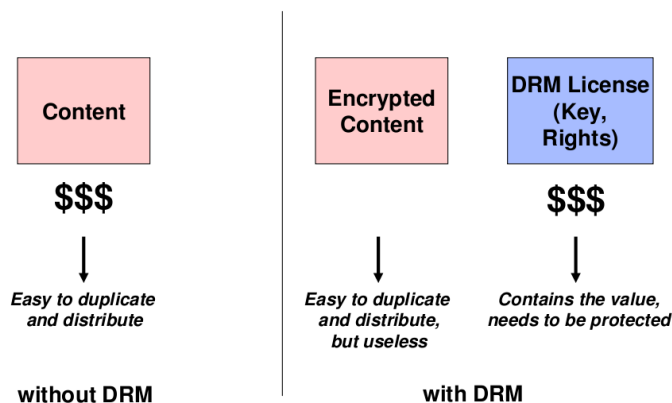 Content
$$$
Easy to duplicate
and distribute
without DRM
Encrypted
Content
Easy to duplicate
and distribute,
but useless
DRM License
(Key,
Rights)
$$$
Contains the value,
needs to be protected
with DRM